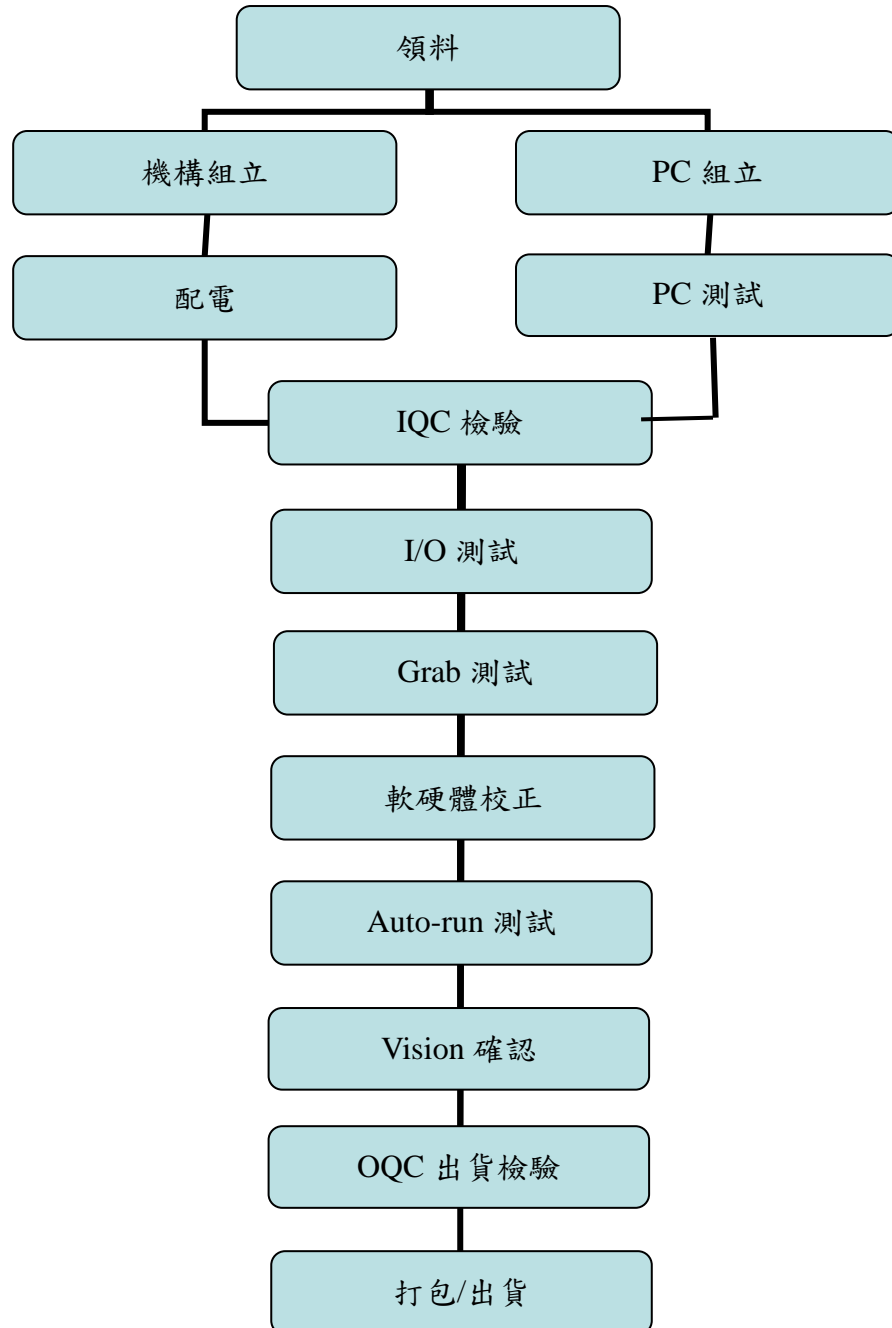 領料
機構組立
PC 組立
配電
PC 測試
IQC 檢驗
I/O 測試
Grab 測試
軟硬體校正
Auto-run 測試
Vision 確認
OQC 出貨檢驗
打包/出貨